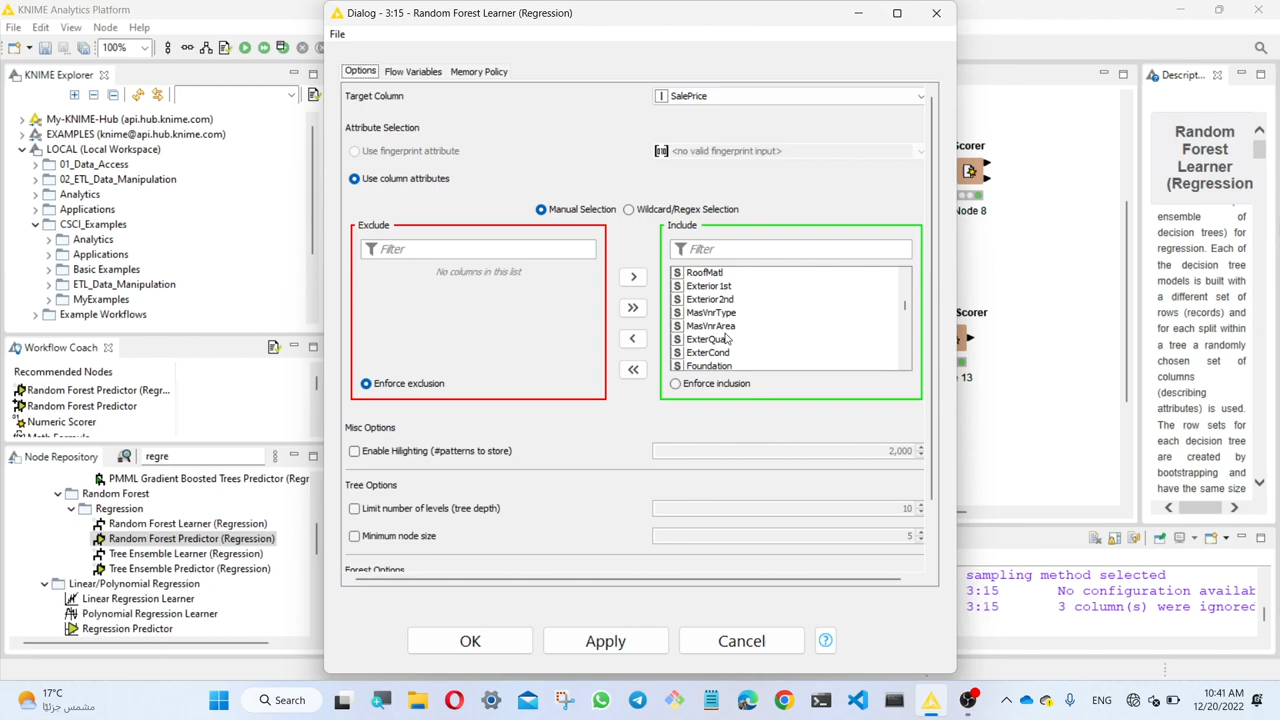 KNIME Analytics Platform
File Edit View Node Help
100%
KNIME Explorer
My-KNIME-Hub (api.hub.knime.com)
EXAMPLES (knime@api.hub.knime.com)
LOCAL (Local Workspace)
01_Data_Access
02_ETL_Data_Manipulation
Analytics
Applications
CSCI_Examples
Analytics
Applications
Basic Examples
ETL_Data_Manipulation
MyExamples
Example Workflows
Workflow Coach
Recommended Nodes
Random Forest Predictor (Regr...
Random Forest Predictor
Numeric Scorer
Node Repository
regre
PMML Gradient Boosted Trees Predictor (Regr
Random Forest
Regression
Random Forest Learner (Regression)
Random Forest Predictor (Regression)
Tree Ensemble Learner (Regression)
Tree Ensemble Predictor (Regression)
Linear/Polynomial Regression
Linear Regression Learner
Polynomial Regression Learner
Regression Predictor
Dialog - 3:15 - Random Forest Learner (Regression)
File
Options Flow Variables Memory Policy
Target Column
I SalePrice
Attribute Selection
Use fingerprint attribute
<no valid fingerprint input>
Use column attributes
Manual Selection Wildcard/Regex Selection
Exclude
Filter
No columns in this list
Enforce exclusion
Include
Filter
S RoofMatl
S Exterior1st
S Exterior2nd
S MasVnrType
S MasVnrArea
S ExterQual
S ExterCond
S Foundation
Enforce inclusion
Misc Options
Enable Hilighting (#patterns to store)
2,000
Tree Options
Limit number of levels (tree depth)
10
Minimum node size
5
Forest Options
OK Apply Cancel ?
Scorer
Node 8
Scorer
13
Descript...
Random
Forest
Learner
(Regression)
ensemble of
decision trees) for
regression. Each of
the decision tree
models is built with
a different set of
rows (records) and
for each split within
a tree a randomly
chosen set of
columns
(describing
attributes) is used.
The row sets for
each decision tree
are created by
bootstrapping and
have the same size
sampling method selected
3:15 No configuration availab
3:15 3 column(s) were ignored
17°C
مشمس جزئيًا
Search
ENG
10:41 AM
12/20/2022